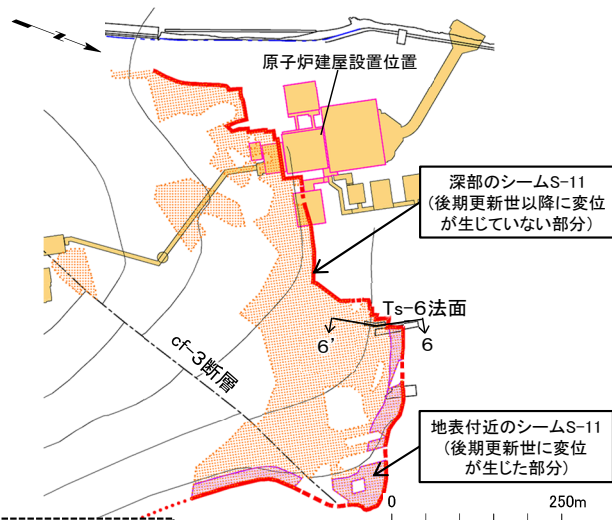 原子炉建屋設置位置
深部のシームS-11
(後期更新世以降に変位
が生じていない部分)
Ts-6法面
6'
6
cf-3断層
地表付近のシームS-11
(後期更新世に変位
が生じた部分)
0
250m